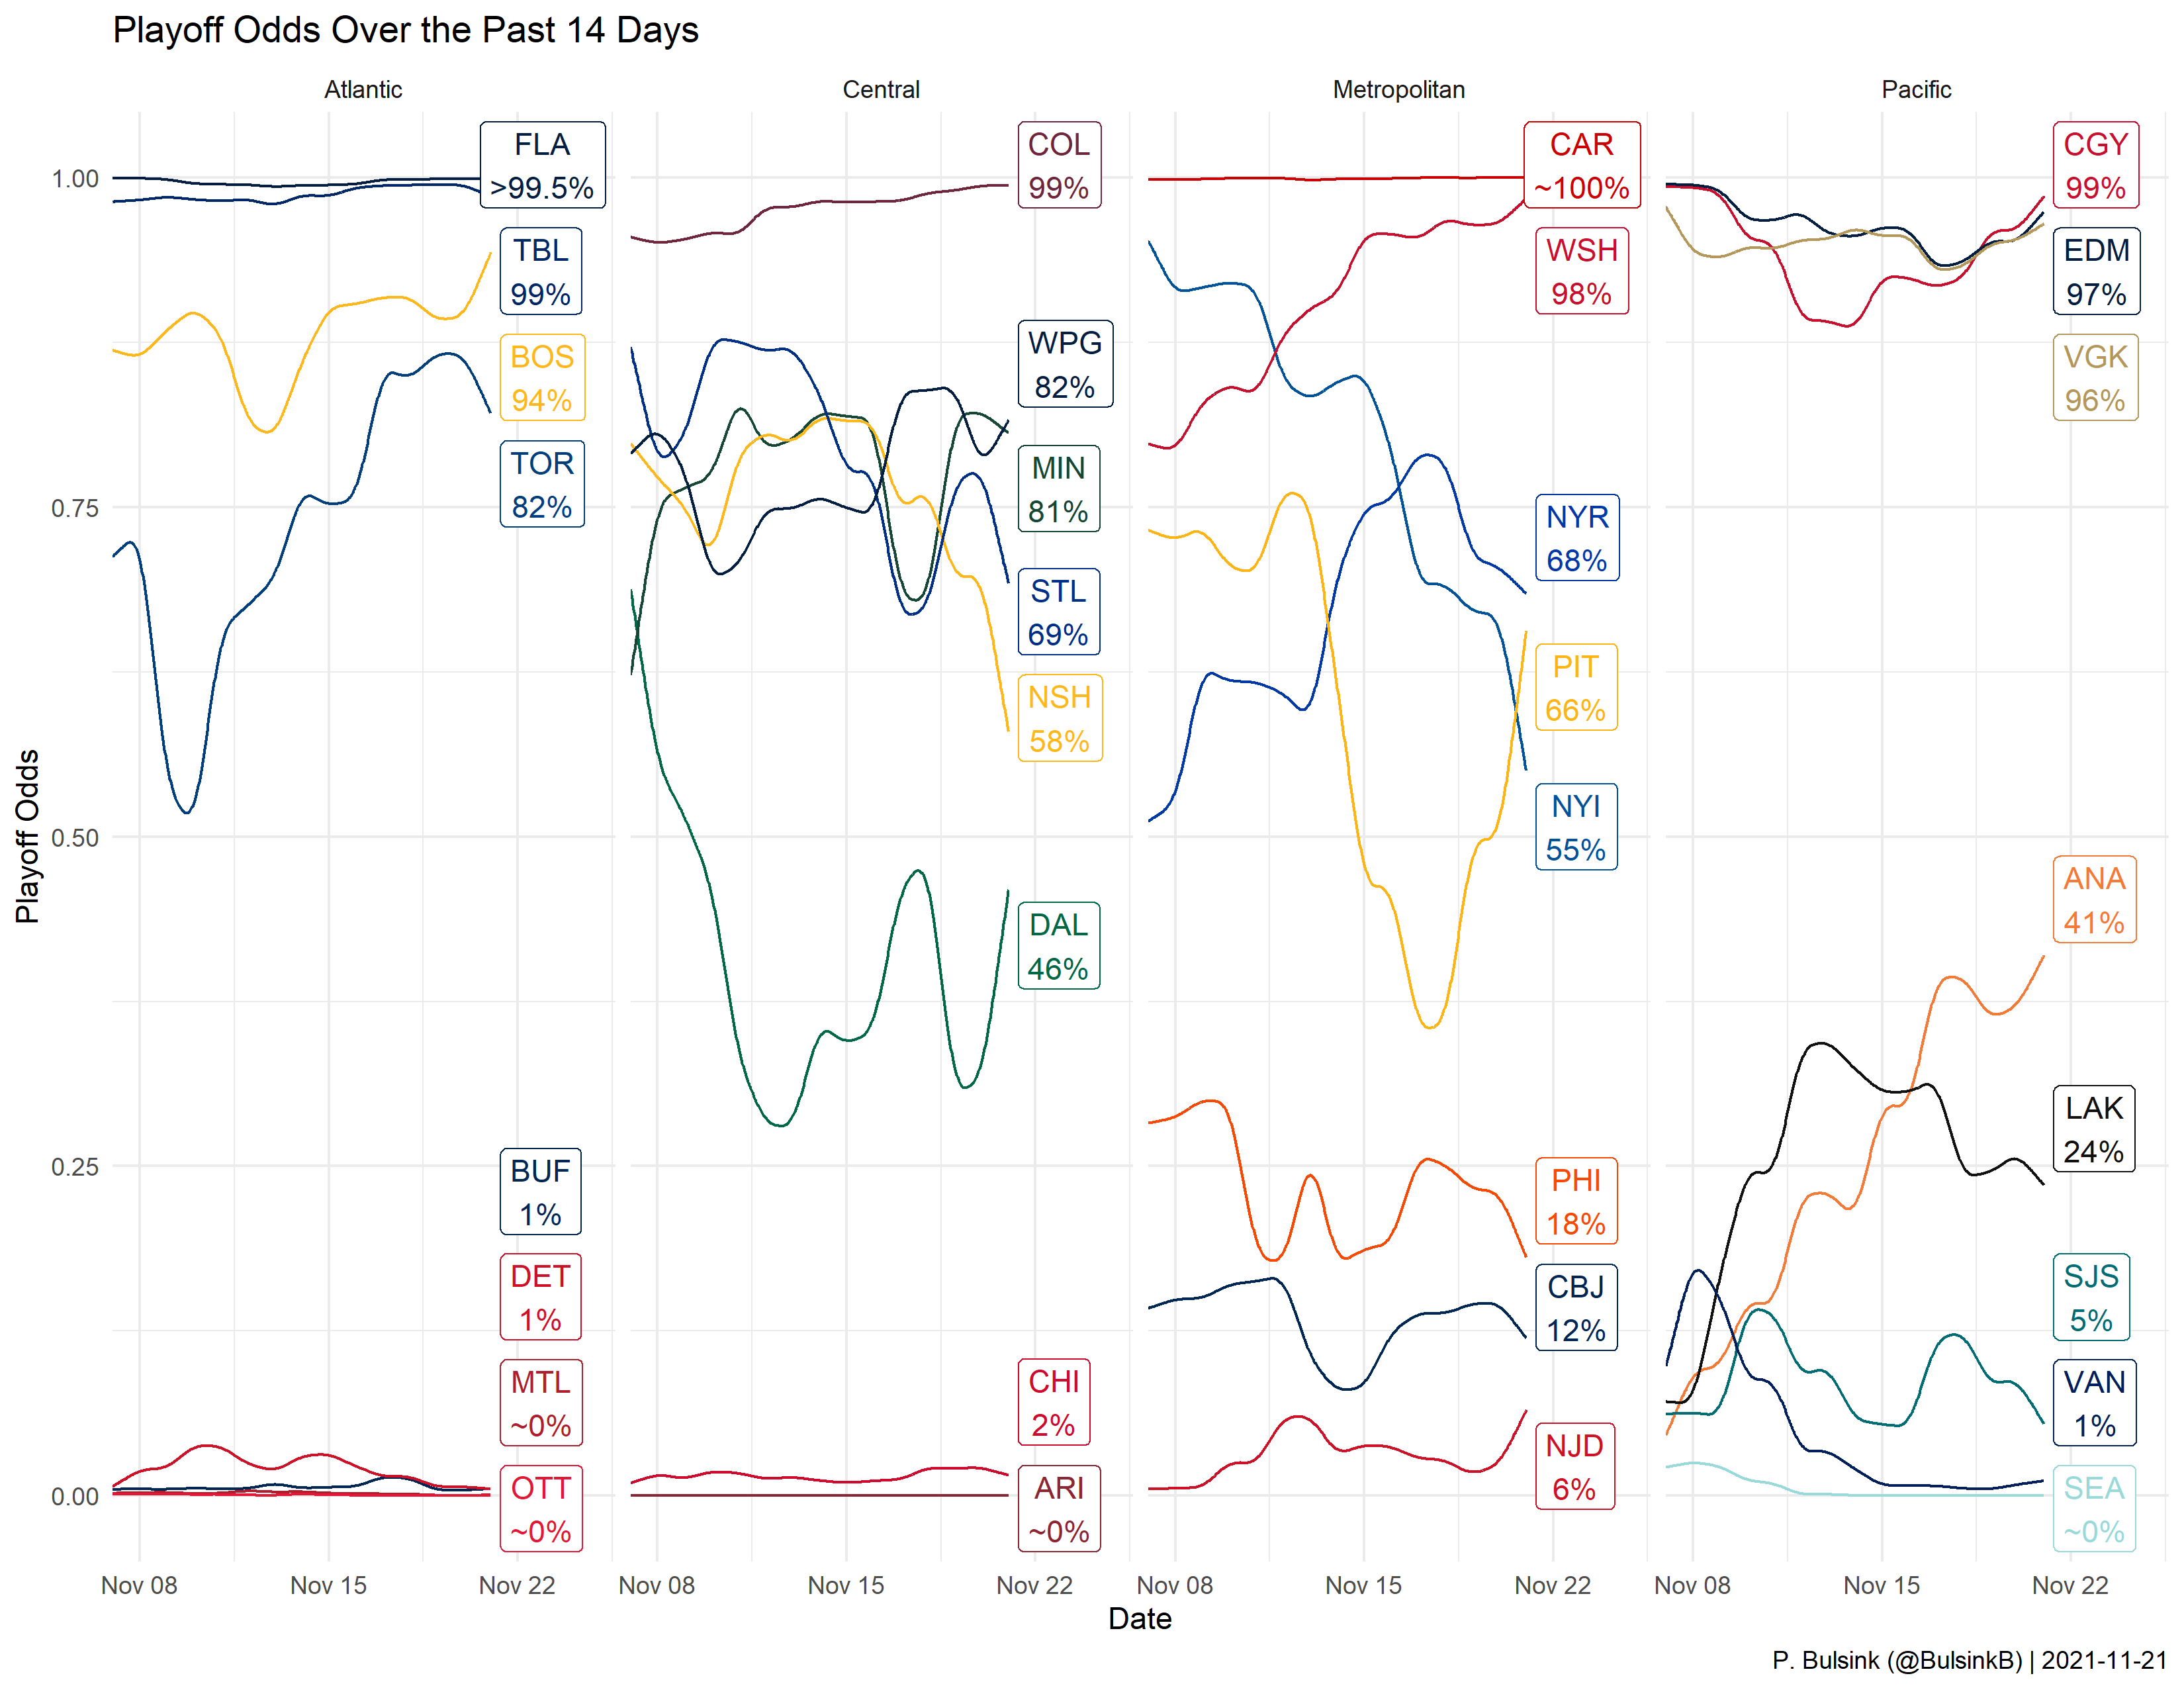 Playoff Odds Over the Past 14 Days
Atlantic
Central
Metropolitan
Pacific
Playoff Odds
1.00
0.75
0.50
0.25
0.00
FLA
>99.5%
TBL
99%
BOS
94%
TOR
82%
BUF
1%
DET
1%
MTL
~0%
OTT
~0%
COL
99%
WPG
82%
MIN
81%
STL
69%
NSH
58%
DAL
46%
CHI
2%
ARI
~0%
CAR
~100%
WSH
98%
NYR
68%
PIT
66%
NYI
55%
PHI
18%
CBJ
12%
NJD
6%
CGY
99%
EDM
97%
VGK
96%
ANA
41%
LAK
24%
SJS
5%
VAN
1%
SEA
~0%
Nov 08 Nov 15 Nov 22
Nov 08 Nov 15 Nov 22
Nov 08 Nov 15 Nov 22
Nov 08 Nov 15 Nov 22
Date
P. Bulsink (@BulsinkB) | 2021-11-21